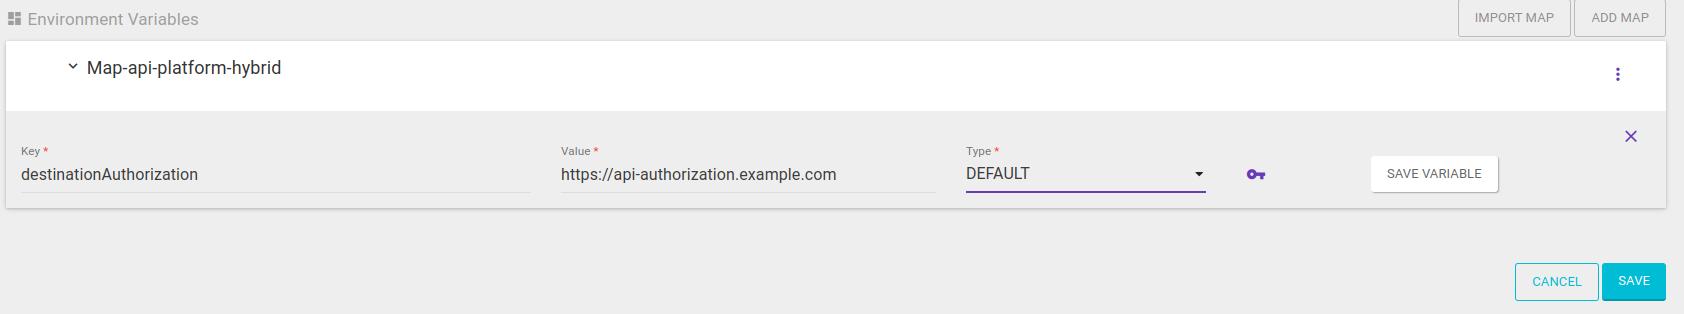 Environment Variables
IMPORT MAP
ADD MAP
Map-api-platform-hybrid
Key *
Value *
Type *
destinationAuthorization
https://api-authorization.example.com
DEFAULT
SAVE VARIABLE
CANCEL
SAVE